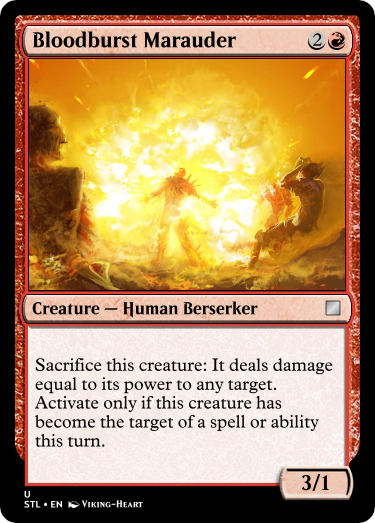 Bloodburst Marauder 2
Creature — Human Berserker
Sacrifice this creature: It deals damage
equal to its power to any target.
Activate only if this creature has
become the target of a spell or ability
this turn.
3/1
U
STL • EN Viking-Heart